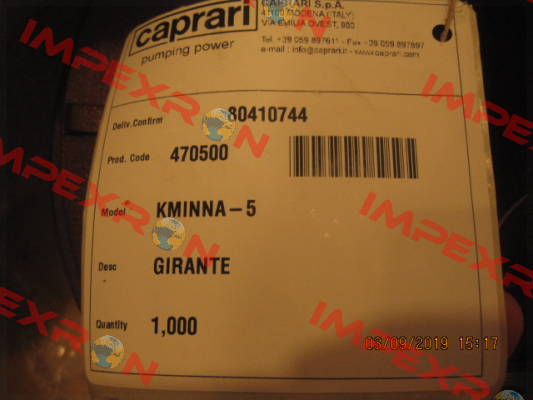 caprari
pumping power
CAPRARI S.p.A.
41100 MODENA (ITALY)
VIA EMILIA OVEST, 900
Tel. +39 059 897611 - Fax +39 059 897897
e-mail : info@caprari.it - www.caprari.com
Deliv.Confirm 80410744
Prod. Code 470500
Model KMINNA-5
Desc GIRANTE
Quantity 1,000
03/09/2019 15:17
IMPEXRON
IMPEXRON
IMPEXRON
IMPEXRON
IMPEXRON